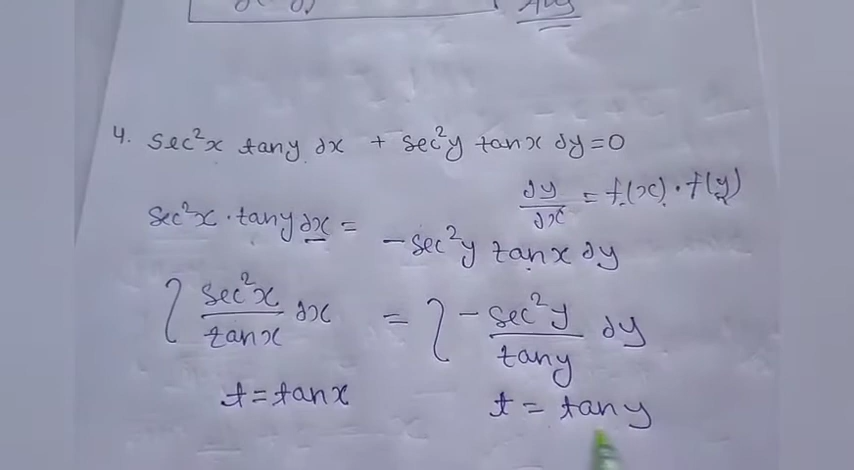 Ans
4. sec²x tany dx + sec²y tanx dy = 0
dy/dx = f(x)·f(y)
sec²x · tany dx = -sec²y tanx dy
∫ sec²x/tanx dx = ∫ -sec²y/tany dy
t = tanx t = tany